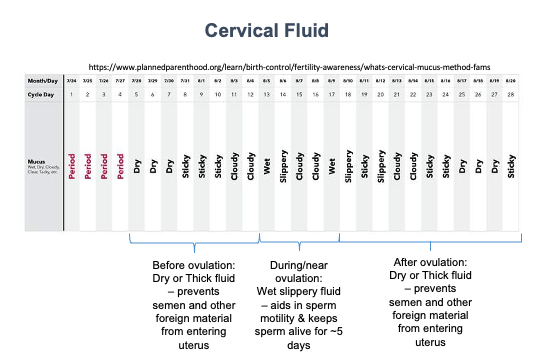 Cervical Fluid
https://www.plannedparenthood.org/learn/birth-control/fertility-awareness/whats-cervical-mucus-method-fams
Month/Day 7/24 7/25 7/26 7/27 7/28 7/29 7/30 7/31 8/1 8/2 8/3 8/4 8/5 8/6 8/7 8/8 8/9 8/10 8/11 8/12 8/13 8/14 8/15 8/16 8/17 8/18 8/19 8/20
Cycle Day 1 2 3 4 5 6 7 8 9 10 11 12 13 14 15 16 17 18 19 20 21 22 23 24 25 26 27 28
Mucus
Wet, Dry, Cloudy,
Clear, Tacky, etc.
Period Period Period Period Dry Dry Dry Sticky Sticky Sticky Cloudy Cloudy Wet Slippery Cloudy Cloudy Wet Slippery Sticky Slippery Cloudy Cloudy Sticky Sticky Dry Dry Dry Sticky
Before ovulation:
Dry or Thick fluid
– prevents
semen and other
foreign material
from entering
uterus
During/near
ovulation:
Wet slippery fluid
– aids in sperm
motility & keeps
sperm alive for ~5
days
After ovulation:
Dry or Thick fluid
– prevents
semen and other
foreign material
from entering
uterus